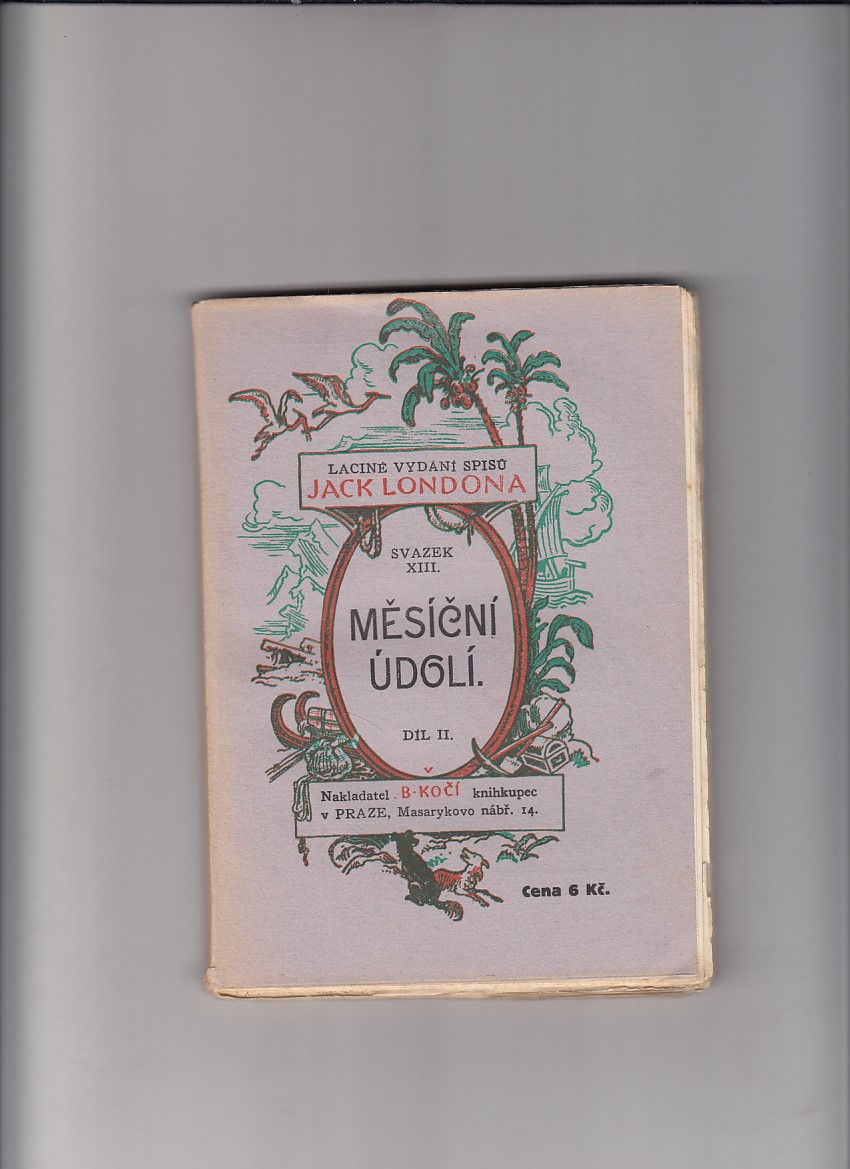 LACINÉ VYDÁNÍ SPISŮ
JACK LONDONA
SVAZEK
XIII.
MĚSÍČNÍ
ÚDOLÍ.
DÍL II.
Nakladatel B·KOČÍ knihkupec
v PRAZE, Masarykovo nábř. 14.
Cena 6 Kč.